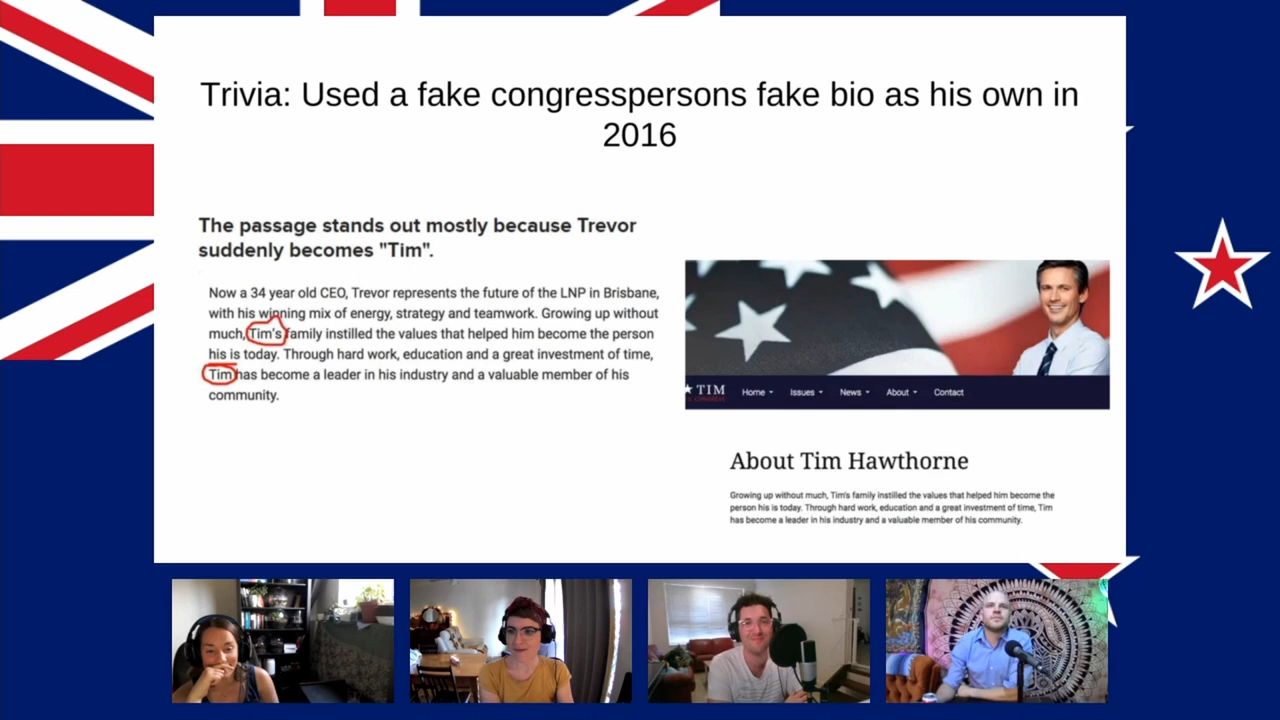 Trivia: Used a fake congresspersons fake bio as his own in
2016
The passage stands out mostly because Trevor
suddenly becomes "Tim".
Now a 34 year old CEO, Trevor represents the future of the LNP in Brisbane,
with his winning mix of energy, strategy and teamwork. Growing up without
much, Tim's family instilled the values that helped him become the person
his is today. Through hard work, education and a great investment of time,
Tim has become a leader in his industry and a valuable member of his
community.
TIM
Home Issues News About Contact
About Tim Hawthorne
Growing up without much, Tim's family instilled the values that helped him become the
person his is today. Through hard work, education and a great investment of time, Tim
has become a leader in his industry and a valuable member of his community.